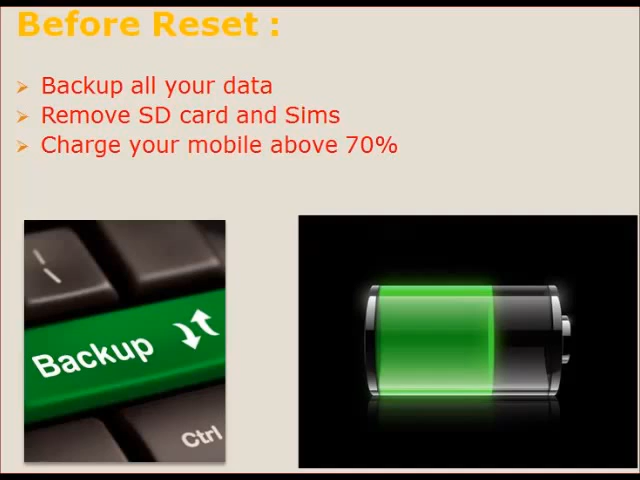 Before Reset :
Backup all your data
Remove SD card and Sims
Charge your mobile above 70%
Backup
Ctrl